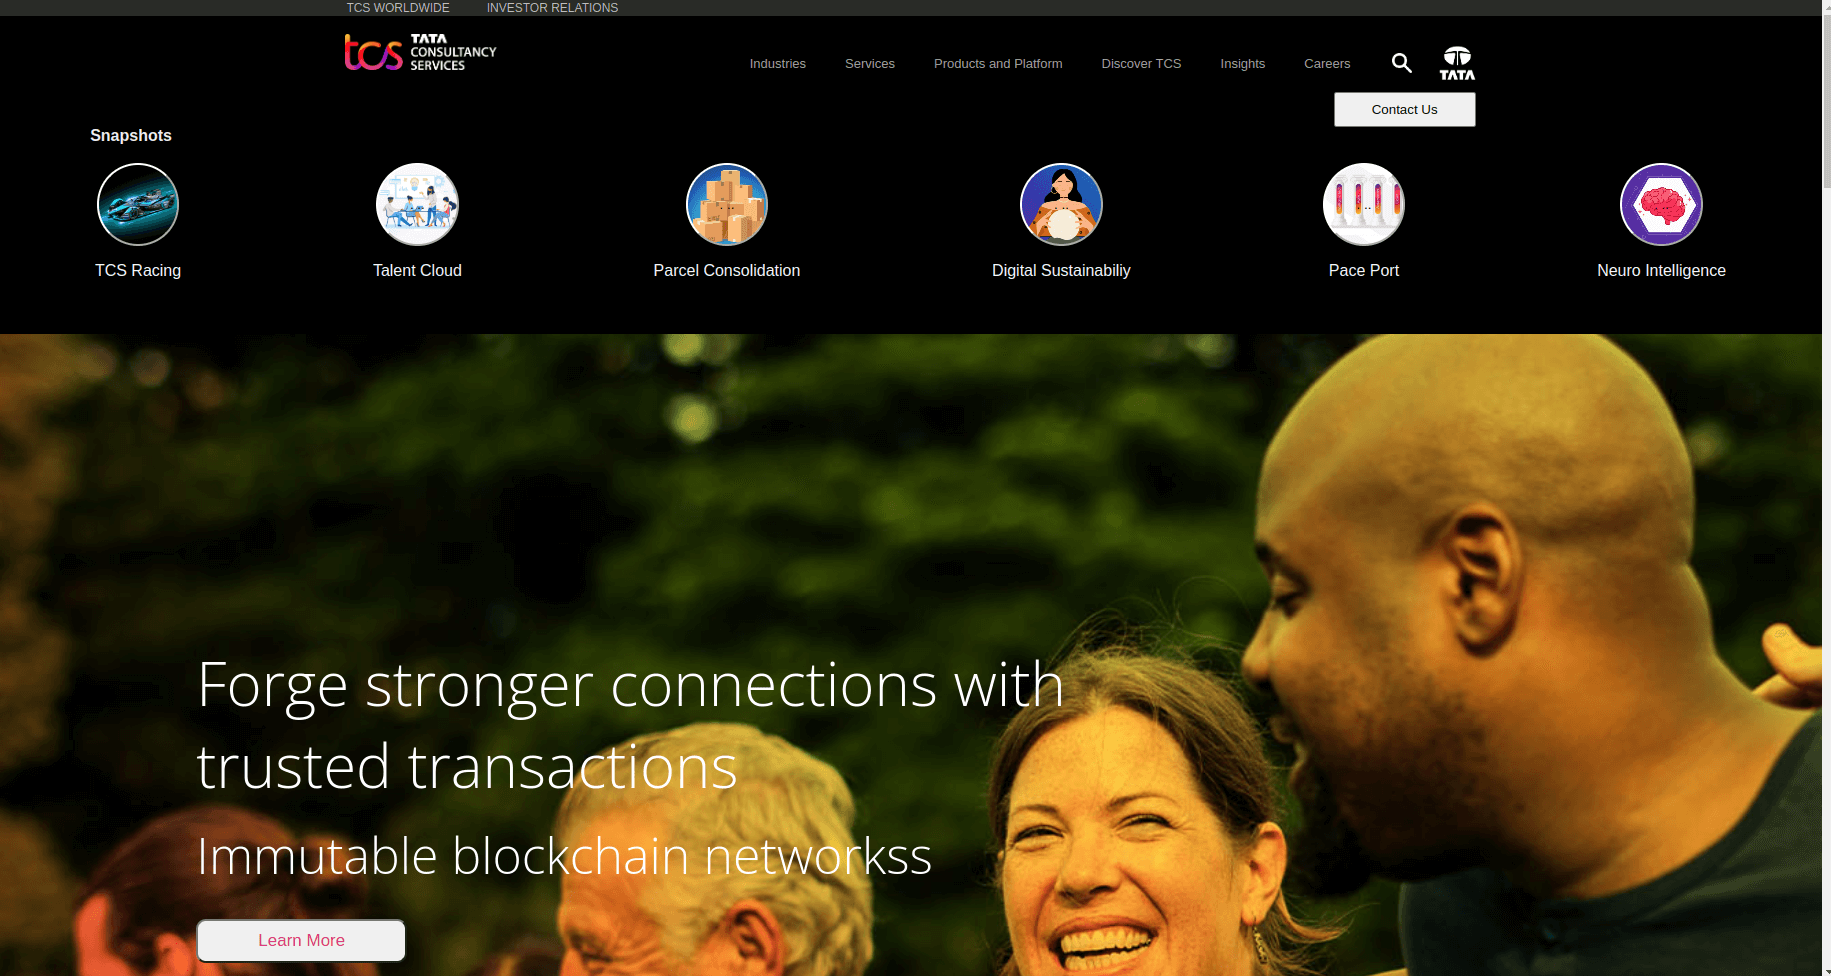 TCS WORLDWIDE INVESTOR RELATIONS
tcs TATA
CONSULTANCY
SERVICES
Industries Services Products and Platform Discover TCS Insights Careers
TATA
Contact Us
Snapshots
TCS Racing Talent Cloud Parcel Consolidation Digital Sustainabiliy Pace Port Neuro Intelligence
Forge stronger connections with
trusted transactions
Immutable blockchain networkss
Learn More